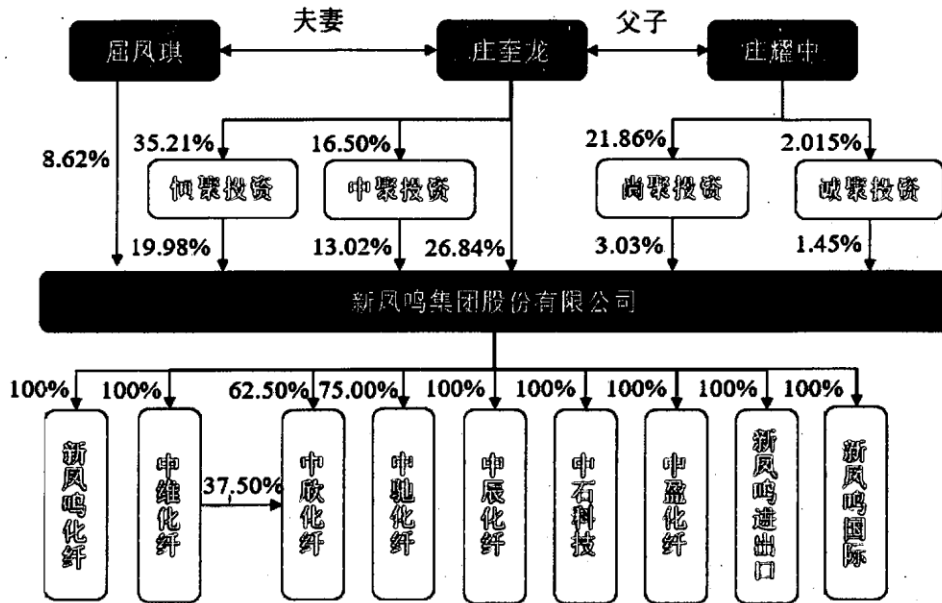 夫妻
父子
屈凤琪
庄奎龙
庄耀中
8.62%
35.21%
16.50%
21.86%
2.015%
恒聚投资
中聚投资
尚聚投资
诚聚投资
19.98%
13.02%
26.84%
3.03%
1.45%
新凤鸣集团股份有限公司
100%
100%
62.50%
75.00%
100%
100%
100%
100%
100%
新凤鸣化纤
中维化纤
37.50%
中欣化纤
中驰化纤
中辰化纤
中石科技
中盈化纤
新凤鸣进出口
新凤鸣国际